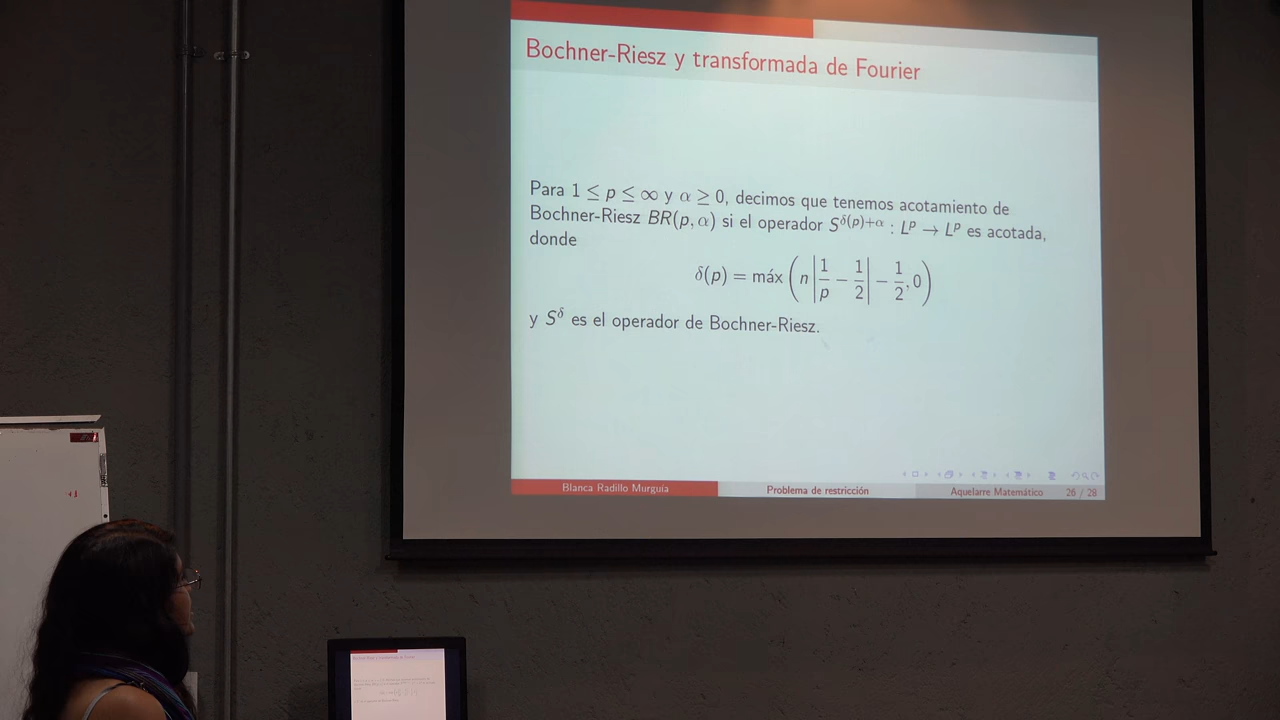 Bochner-Riesz y transformada de Fourier
Para 1 ≤ p ≤ ∞ y α ≥ 0, decimos que tenemos acotamiento de
Bochner-Riesz BR(p, α) si el operador S^{δ(p)+α} : L^p → L^p es acotada,
donde
δ(p) = máx ( n | 1/p − 1/2 | − 1/2, 0 )
y S^δ es el operador de Bochner-Riesz.
Blanca Radillo Murguía Problema de restricción Aquelarre Matemático 26 / 28